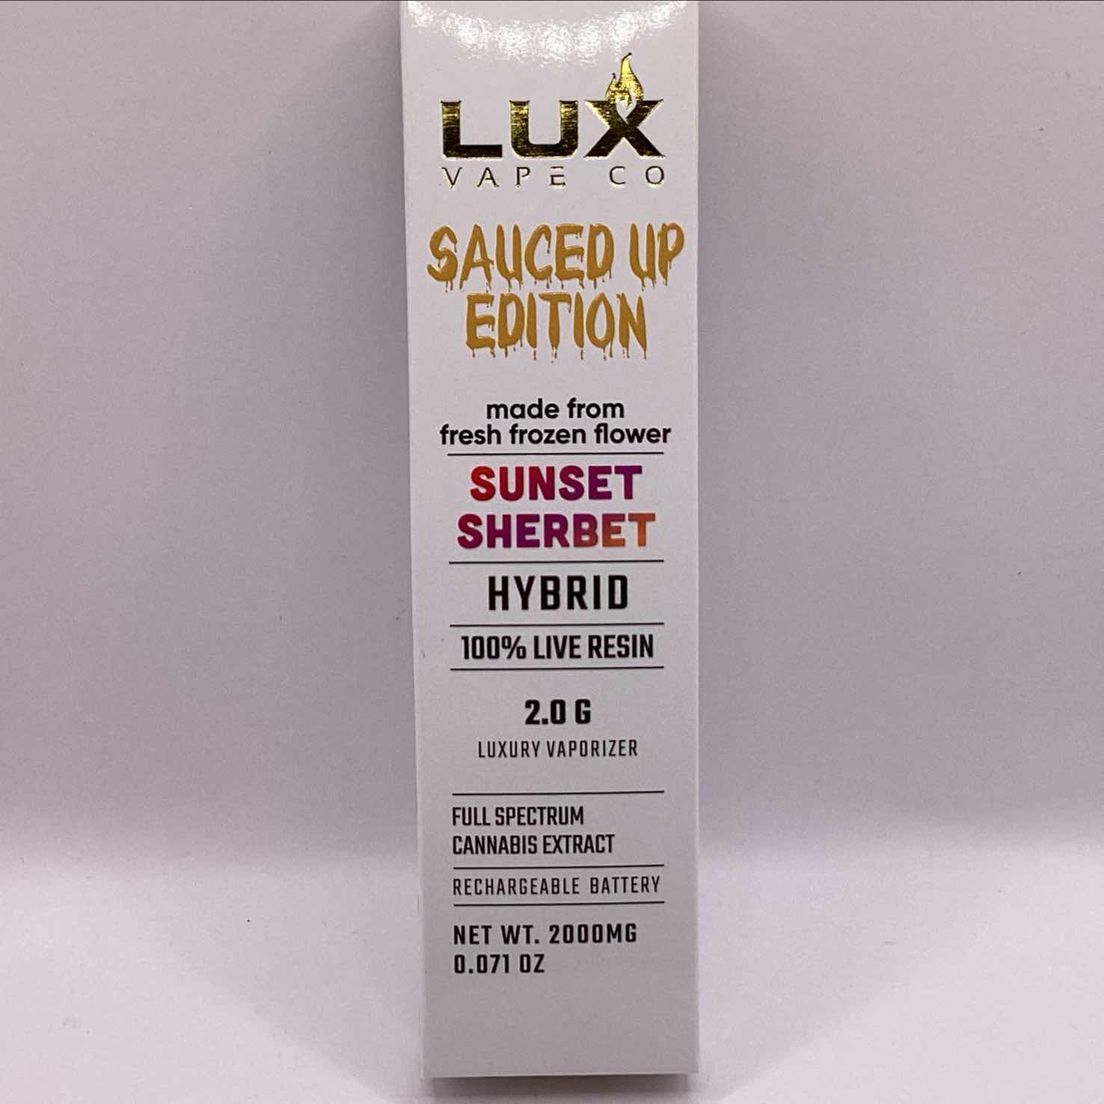 LUX
VAPE CO
SAUCED UP
EDITION
made from
fresh frozen flower
SUNSET
SHERBET
HYBRID
100% LIVE RESIN
2.0 G
LUXURY VAPORIZER
FULL SPECTRUM
CANNABIS EXTRACT
RECHARGEABLE BATTERY
NET WT. 2000MG
0.071 OZ